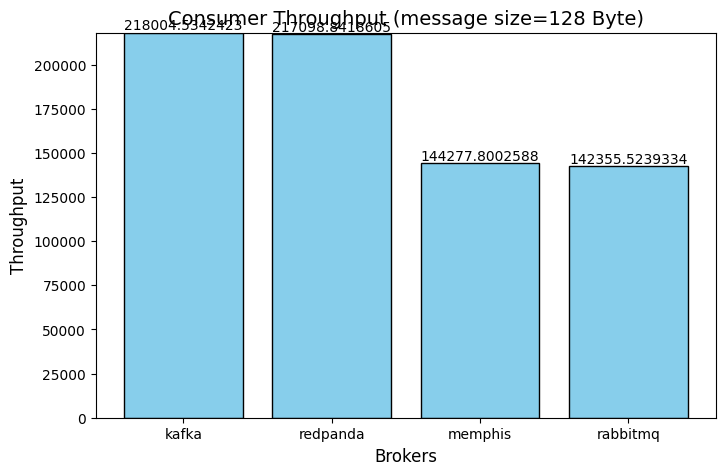 Consumer Throughput (message size=128 Byte)
218004.5342423
217098.8418605
144277.8002588
142355.5239334
200000
175000
150000
125000
100000
75000
50000
25000
0
Throughput
kafka
redpanda
memphis
rabbitmq
Brokers